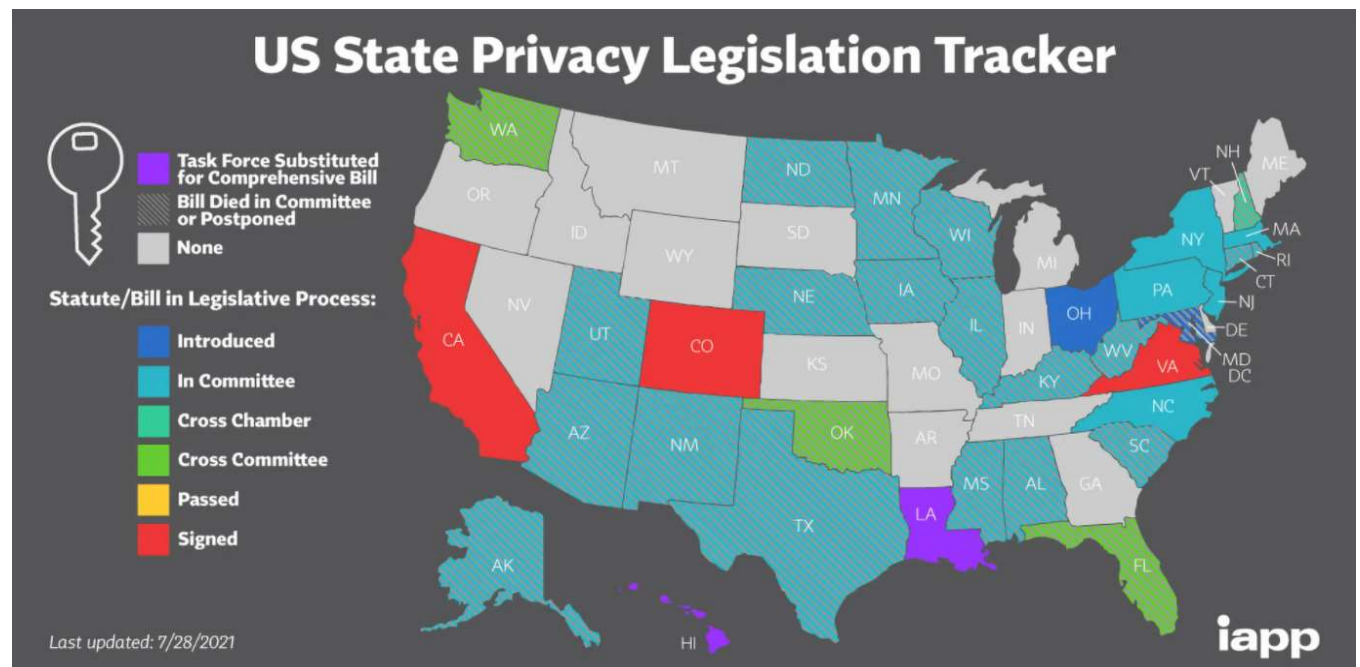 US State Privacy Legislation Tracker
Task Force Substituted
for Comprehensive Bill
Bill Died in Committee
or Postponed
None
Statute/Bill in Legislative Process:
Introduced
In Committee
Cross Chamber
Cross Committee
Passed
Signed
Last updated: 7/28/2021
WA
OR
ID
MT
WY
ND
SD
MN
WI
MI
NE
IA
IL
IN
OH
PA
NY
VT
NH
ME
MA
RI
CT
NJ
DE
MD
DC
WV
VA
KY
NC
SC
TN
GA
FL
AL
MS
LA
AR
MO
KS
OK
TX
NM
CO
UT
AZ
NV
CA
AK
HI
iapp